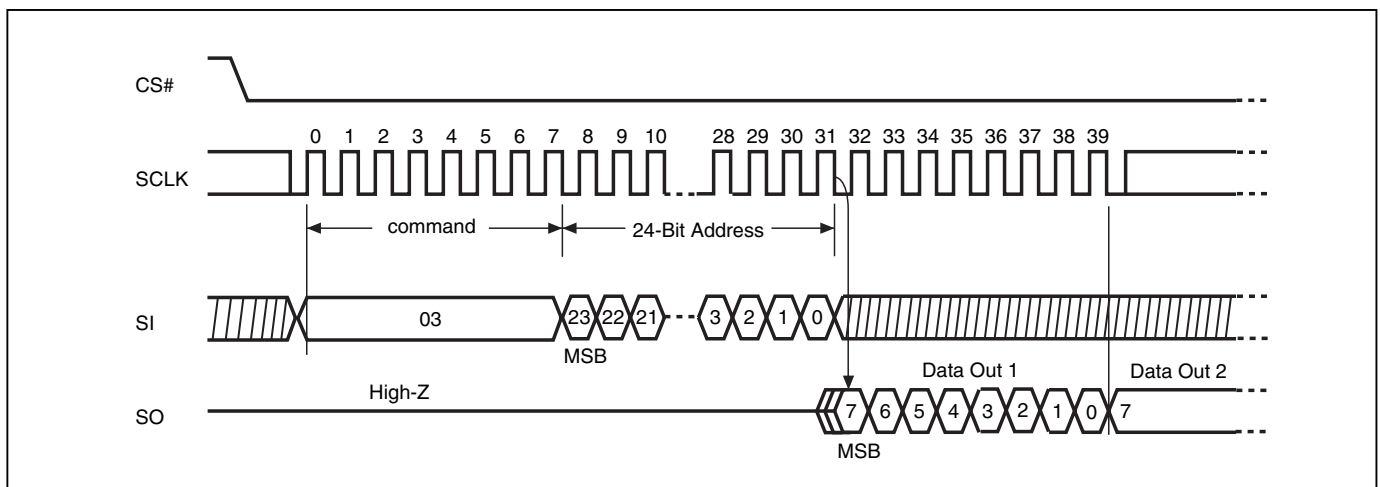 CS#
0 1 2 3 4 5 6 7 8 9 10 28 29 30 31 32 33 34 35 36 37 38 39
SCLK
command
24-Bit Address
SI
03
23 22 21 3 2 1 0
MSB
Data Out 1
Data Out 2
High-Z
SO
7 6 5 4 3 2 1 0 7
MSB